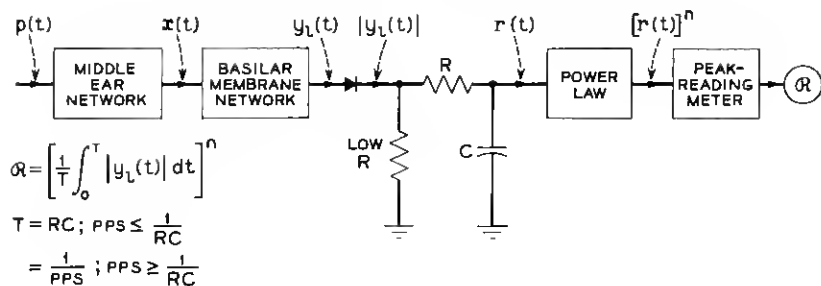 p(t) x(t) y_l(t) |y_l(t)| r(t) [r(t)]^n
MIDDLE EAR NETWORK
BASILAR MEMBRANE NETWORK
R
POWER LAW
PEAK-READING METER
ℛ
LOW R
C
ℛ = [1/T ∫_0^T |y_l(t)| dt]^n
T = RC; PPS ≤ 1/RC
= 1/PPS; PPS ≥ 1/RC